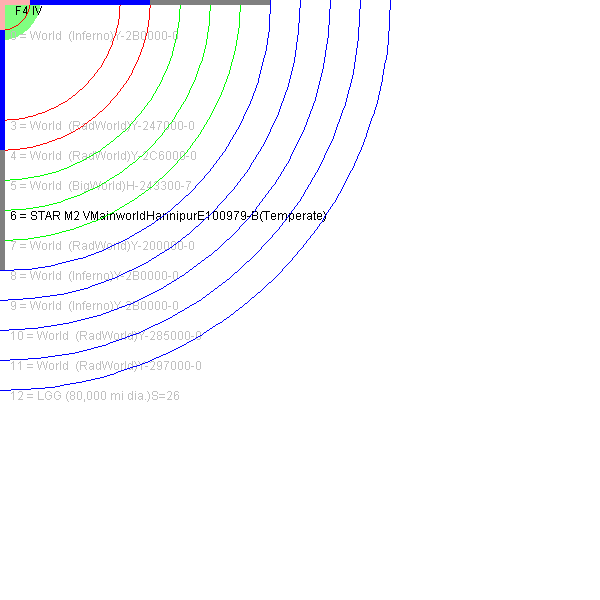 F4 IV
0 = World  (Inferno)Y-2B0000-0
3 = World  (RadWorld)Y-247000-0
4 = World  (RadWorld)Y-2C6000-0
5 = World  (BigWorld)H-243300-7
6 = STAR M2 VMainworldHannipurE100979-B(Temperate)
7 = World  (RadWorld)Y-200000-0
8 = World  (Inferno)Y-2B0000-0
9 = World  (Inferno)Y-2B0000-0
10 = World  (RadWorld)Y-285000-0
11 = World  (RadWorld)Y-297000-0
12 = LGG (80,000 mi dia.)S=26